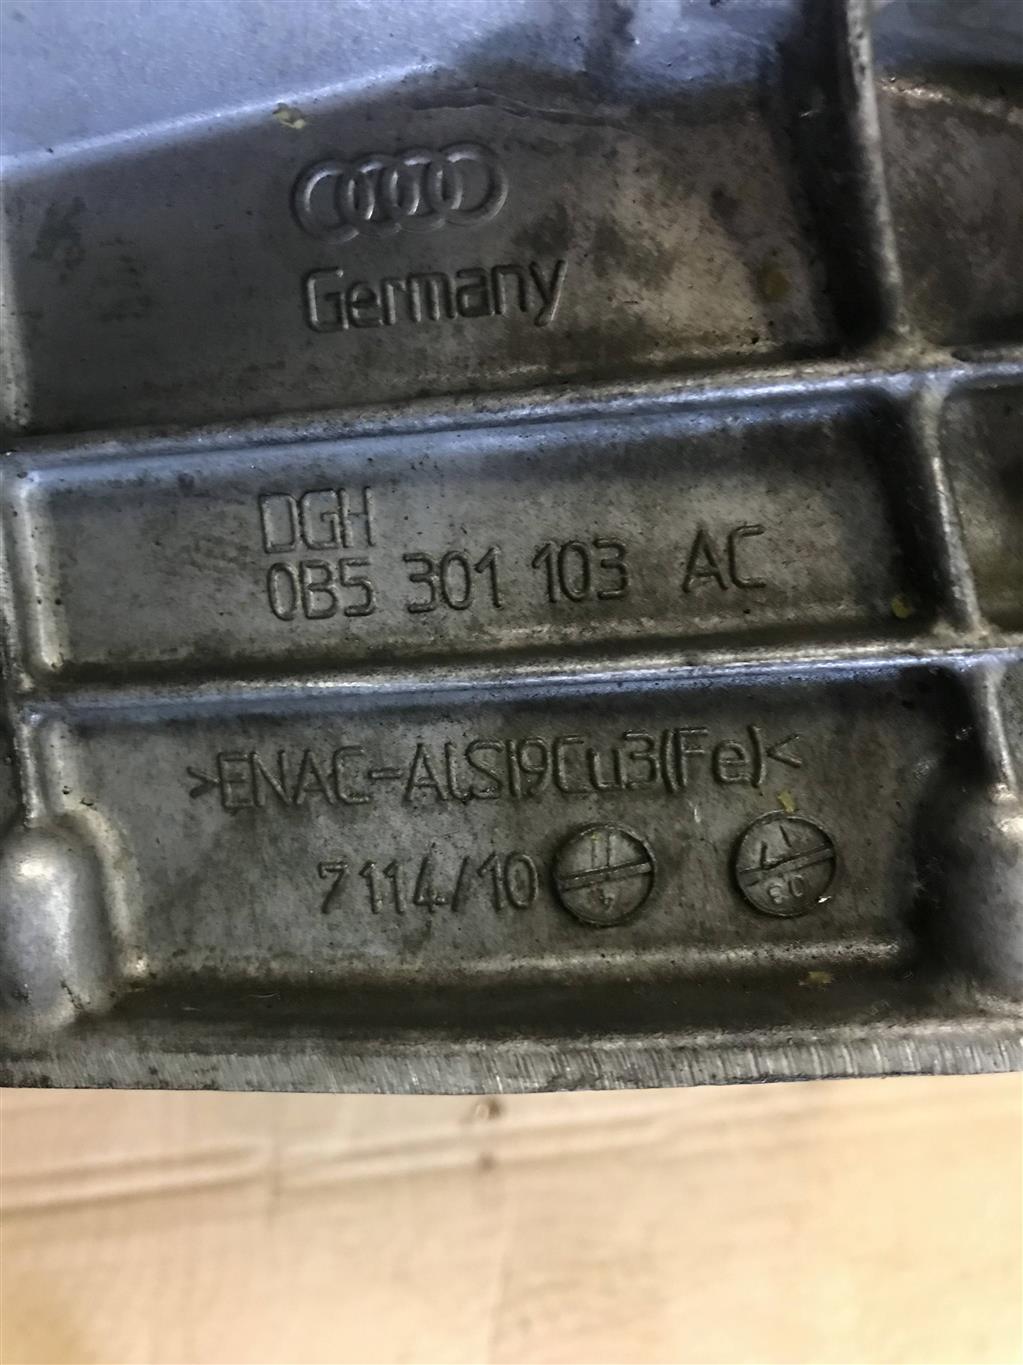 Germany
DGH
0B5 301 103 AC
>ENAC-AlSI9Cu3(Fe)<
7114/10